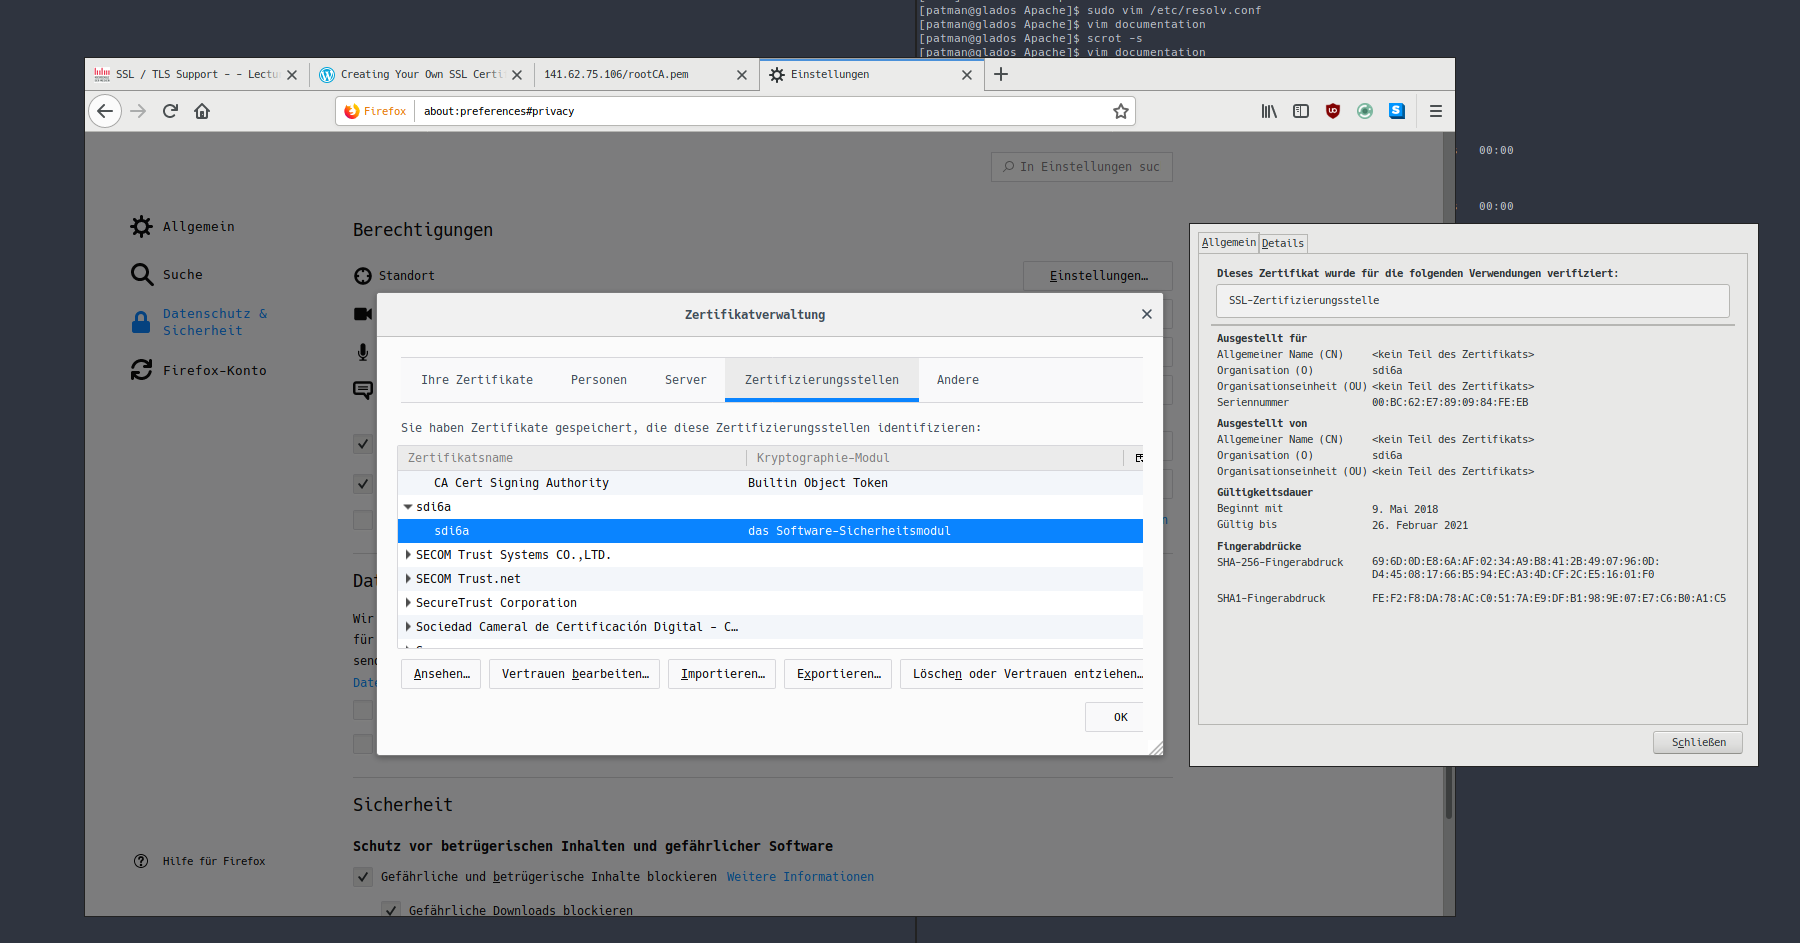 [patman@glados Apache]$ sudo vim /etc/resolv.conf
[patman@glados Apache]$ vim documentation
[patman@glados Apache]$ scrot -s
[patman@glados Apache]$ vim documentation
SSL / TLS Support - - Lectu
Creating Your Own SSL Certi
141.62.75.106/rootCA.pem
Einstellungen
Firefox
about:preferences#privacy
00:00
00:00
In Einstellungen suc
Allgemein
Suche
Datenschutz &
Sicherheit
Firefox-Konto
Hilfe für Firefox
Berechtigungen
Standort
Einstellungen…
Zertifikatverwaltung
Ihre Zertifikate
Personen
Server
Zertifizierungsstellen
Andere
Sie haben Zertifikate gespeichert, die diese Zertifizierungsstellen identifizieren:
Zertifikatsname
Kryptographie-Modul
CA Cert Signing Authority
Builtin Object Token
sdi6a
sdi6a
das Software-Sicherheitsmodul
SECOM Trust Systems CO.,LTD.
SECOM Trust.net
SecureTrust Corporation
Sociedad Cameral de Certificación Digital - C…
Ansehen…
Vertrauen bearbeiten…
Importieren…
Exportieren…
Löschen oder Vertrauen entziehen…
OK
Dat
Wir
für
send
Date
Sicherheit
Schutz vor betrügerischen Inhalten und gefährlicher Software
Gefährliche und betrügerische Inhalte blockieren
Weitere Informationen
Gefährliche Downloads blockieren
Allgemein
Details
Dieses Zertifikat wurde für die folgenden Verwendungen verifiziert:
SSL-Zertifizierungsstelle
Ausgestellt für
Allgemeiner Name (CN) <kein Teil des Zertifikats>
Organisation (O) sdi6a
Organisationseinheit (OU) <kein Teil des Zertifikats>
Seriennummer 00:BC:62:E7:89:09:84:FE:EB
Ausgestellt von
Allgemeiner Name (CN) <kein Teil des Zertifikats>
Organisation (O) sdi6a
Organisationseinheit (OU) <kein Teil des Zertifikats>
Gültigkeitsdauer
Beginnt mit 9. Mai 2018
Gültig bis 26. Februar 2021
Fingerabdrücke
SHA-256-Fingerabdruck 69:6D:0D:E8:6A:AF:02:34:A9:B8:41:2B:49:07:96:0D:
D4:45:08:17:66:B5:94:EC:A3:4D:CF:2C:E5:16:01:F0
SHA1-Fingerabdruck FE:F2:F8:DA:78:AC:C0:51:7A:E9:DF:B1:98:9E:07:E7:C6:B0:A1:C5
Schließen